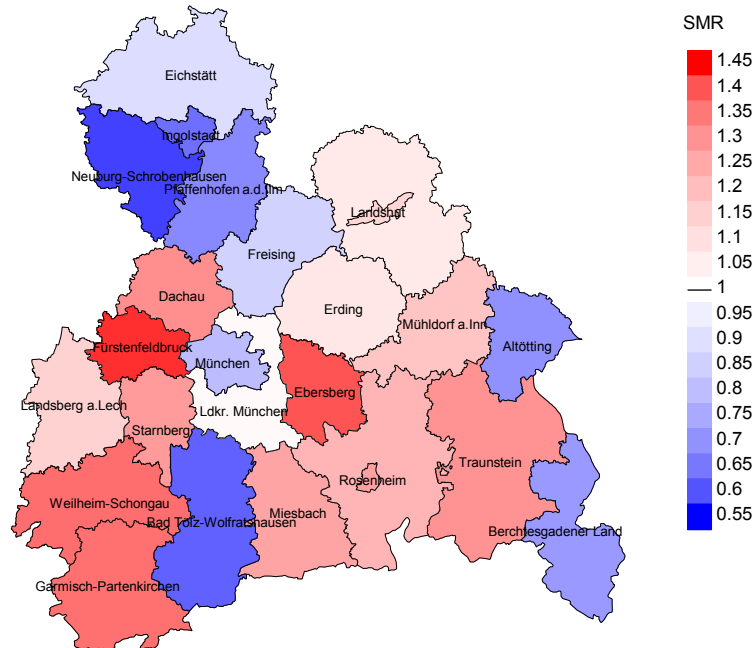 SMR
1.45
1.4
1.35
1.3
1.25
1.2
1.15
1.1
1.05
1
0.95
0.9
0.85
0.8
0.75
0.7
0.65
0.6
0.55
Eichstätt
Ingolstadt
Neuburg-Schrobenhausen
Pfaffenhofen a.d.Ilm
Landshut
Freising
Dachau
Erding
Mühldorf a.Inn
Fürstenfeldbruck
München
Altötting
Ebersberg
Landsberg a.Lech
Ldkr. München
Starnberg
Traunstein
Rosenheim
Weilheim-Schongau
Miesbach
Bad Tölz-Wolfratshausen
Berchtesgadener Land
Garmisch-Partenkirchen